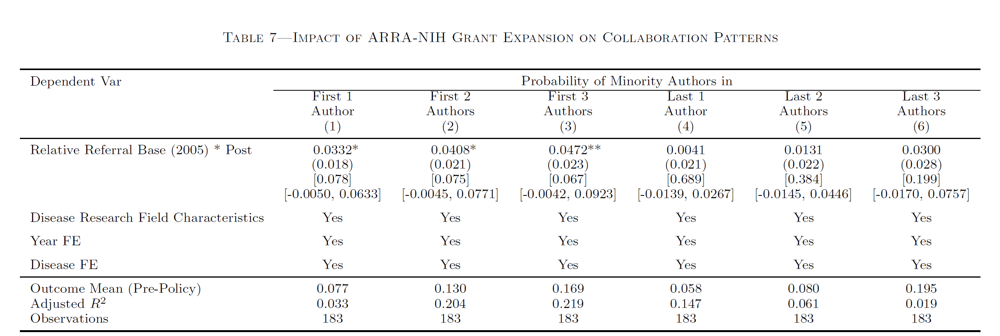 TABLE 7—IMPACT OF ARRA-NIH GRANT EXPANSION ON COLLABORATION PATTERNS
Dependent Var Probability of Minority Authors in
First 1 First 2 First 3 Last 1 Last 2 Last 3
Author Authors Authors Author Authors Authors
(1) (2) (3) (4) (5) (6)
Relative Referral Base (2005) * Post 0.0332* 0.0408* 0.0472** 0.0041 0.0131 0.0300
(0.018) (0.021) (0.023) (0.021) (0.022) (0.028)
[0.078] [0.075] [0.067] [0.689] [0.384] [0.199]
[-0.0050, 0.0633] [-0.0045, 0.0771] [-0.0042, 0.0923] [-0.0139, 0.0267] [-0.0145, 0.0446] [-0.0170, 0.0757]
Disease Research Field Characteristics Yes Yes Yes Yes Yes Yes
Year FE Yes Yes Yes Yes Yes Yes
Disease FE Yes Yes Yes Yes Yes Yes
Outcome Mean (Pre-Policy) 0.077 0.130 0.169 0.058 0.080 0.195
Adjusted R² 0.033 0.204 0.219 0.147 0.061 0.019
Observations 183 183 183 183 183 183